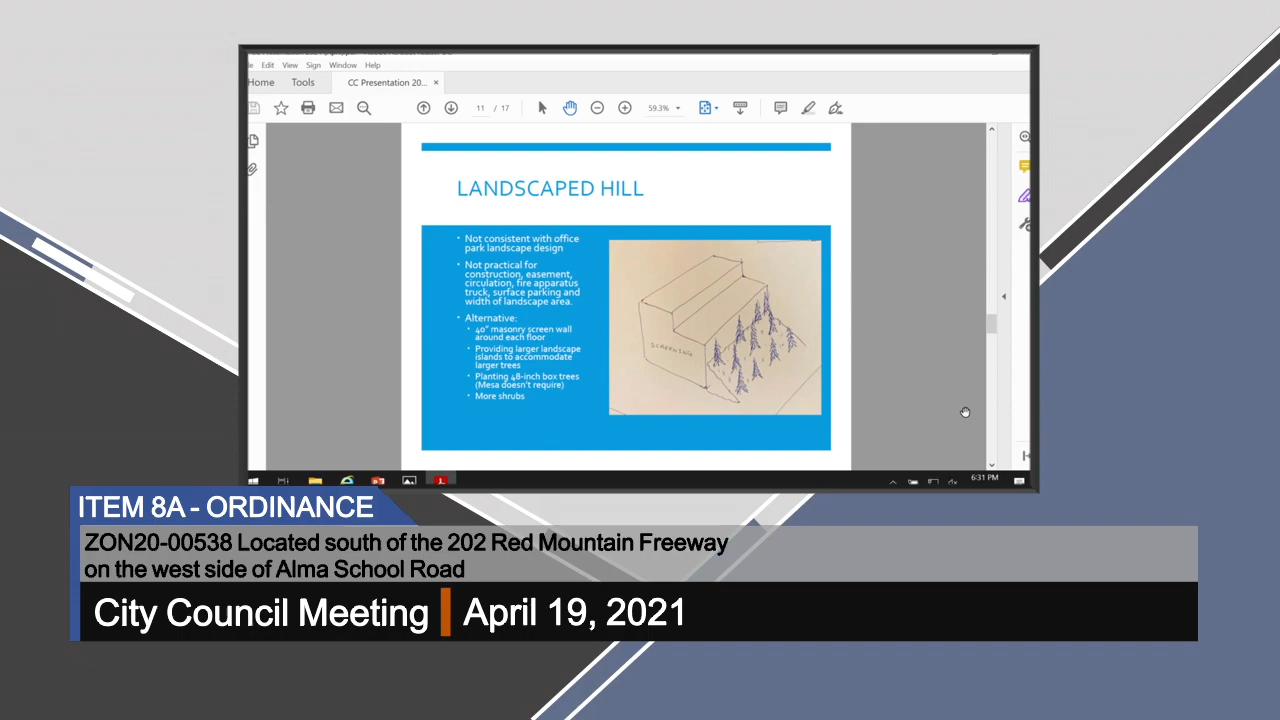 Edit View Sign Window Help
Home Tools CC Presentation 20... ×
11 / 17 59.3%
LANDSCAPED HILL
• Not consistent with office
park landscape design
• Not practical for
construction, easement,
circulation, fire apparatus
truck, surface parking and
width of landscape area.
• Alternative:
• 40" masonry screen wall
around each floor
• Providing larger landscape
islands to accommodate
larger trees
• Planting 48-inch box trees
(Mesa doesn't require)
• More shrubs
SCREENING
6:31 PM
ITEM 8A - ORDINANCE
ZON20-00538 Located south of the 202 Red Mountain Freeway
on the west side of Alma School Road
City Council Meeting April 19, 2021